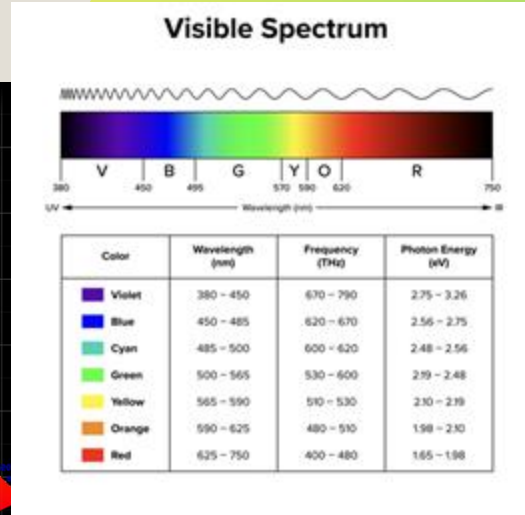 Visible Spectrum
V B G Y O R
380 450 495 570 590 620 750
UV Wavelength (nm) IR
Color Wavelength (nm) Frequency (THz) Photon Energy (eV)
Violet 380 – 450 670 – 790 2.75 – 3.26
Blue 450 – 485 620 – 670 2.56 – 2.75
Cyan 485 – 500 600 – 620 2.48 – 2.56
Green 500 – 565 530 – 600 2.19 – 2.48
Yellow 565 – 590 510 – 530 2.10 – 2.19
Orange 590 – 625 480 – 510 1.98 – 2.10
Red 625 – 750 400 – 480 1.65 – 1.98